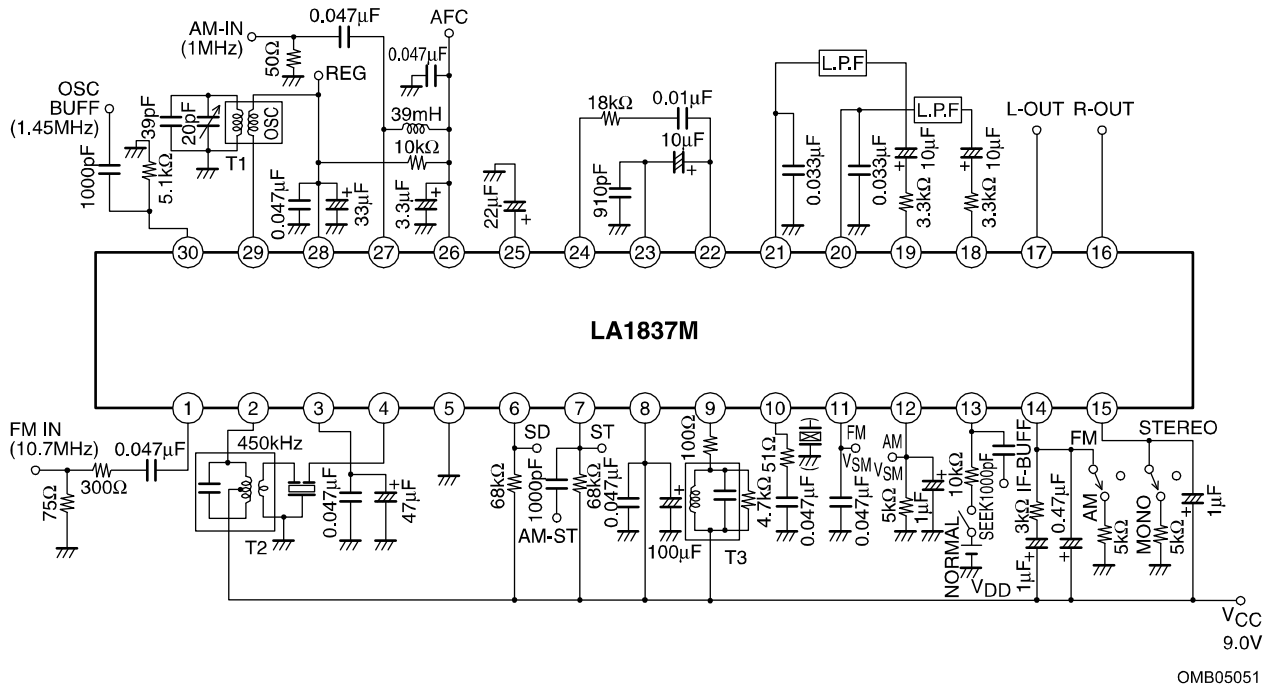 AM-IN
(1MHz)
0.047μF
50Ω
AFC
0.047μF
REG
OSC
BUFF
(1.45MHz)
39pF
20pF
OSC
T1
1000pF
5.1kΩ
39mH
10kΩ
0.047μF
33μF
3.3μF
22μF
18kΩ
0.01μF
10μF
910pF
L.P.F
L.P.F
0.033μF
0.033μF
10μF
10μF
3.3kΩ
3.3kΩ
L-OUT
R-OUT
30 29 28 27 26 25 24 23 22 21 20 19 18 17 16
LA1837M
1 2 3 4 5 6 7 8 9 10 11 12 13 14 15
FM IN
(10.7MHz)
0.047μF
75Ω
300Ω
450kHz
T2
0.047μF
47μF
SD
68kΩ
ST
1000pF
68kΩ
AM-ST
0.047μF
100μF
100Ω
T3
4.7kΩ
51Ω
0.047μF
FM
VSM
0.047μF
AM
VSM
5kΩ
1μF
10kΩ
SEEK
1000pF
IF-BUFF
NORMAL
VDD
3kΩ
1μF
0.47μF
FM
AM
5kΩ
STEREO
MONO
5kΩ
1μF
VCC
9.0V
OMB05051